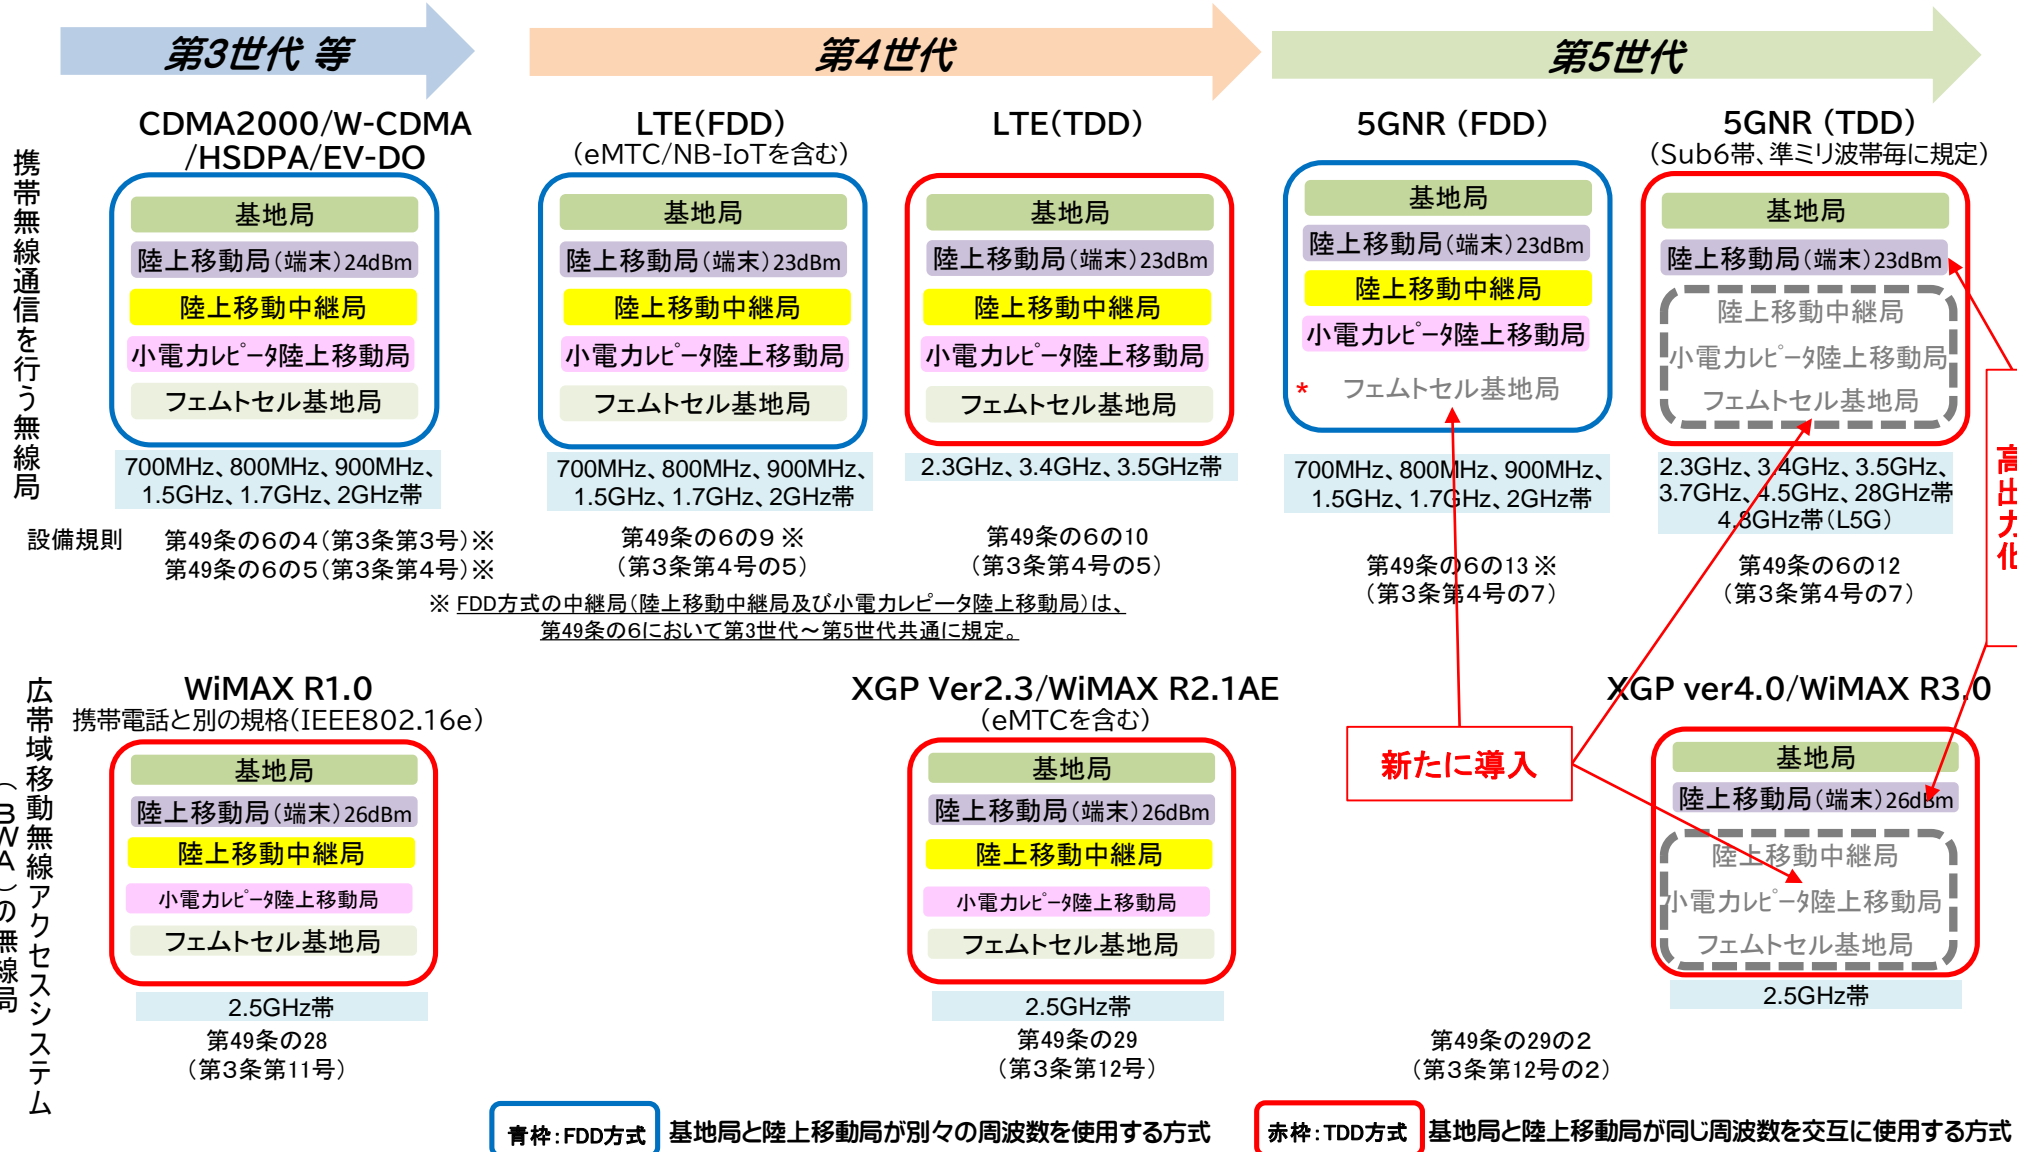 第3世代 等
第4世代
第5世代
携帯無線通信を行う無線局
CDMA2000/W-CDMA
/HSDPA/EV-DO
基地局
陸上移動局(端末)24dBm
陸上移動中継局
小電力ﾚﾋﾟｰﾀ陸上移動局
フェムトセル基地局
700MHz、800MHz、900MHz、
1.5GHz、1.7GHz、2GHz帯
LTE(FDD)
(eMTC/NB-IoTを含む)
基地局
陸上移動局(端末)23dBm
陸上移動中継局
小電力ﾚﾋﾟｰﾀ陸上移動局
フェムトセル基地局
700MHz、800MHz、900MHz、
1.5GHz、1.7GHz、2GHz帯
LTE(TDD)
基地局
陸上移動局(端末)23dBm
陸上移動中継局
小電力ﾚﾋﾟｰﾀ陸上移動局
フェムトセル基地局
2.3GHz、3.4GHz、3.5GHz帯
5GNR (FDD)
基地局
陸上移動局(端末)23dBm
陸上移動中継局
小電力ﾚﾋﾟｰﾀ陸上移動局
* フェムトセル基地局
700MHz、800MHz、900MHz、
1.5GHz、1.7GHz、2GHz帯
5GNR (TDD)
(Sub6帯、準ミリ波帯毎に規定)
基地局
陸上移動局(端末)23dBm
陸上移動中継局
小電力ﾚﾋﾟｰﾀ陸上移動局
フェムトセル基地局
2.3GHz、3.4GHz、3.5GHz、
3.7GHz、4.5GHz、28GHz帯
4.8GHz帯(L5G)
高出力化
設備規則
第49条の6の4(第3条第3号)※
第49条の6の5(第3条第4号)※
第49条の6の9 ※
(第3条第4号の5)
第49条の6の10
(第3条第4号の5)
第49条の6の13 ※
(第3条第4号の7)
第49条の6の12
(第3条第4号の7)
※ FDD方式の中継局(陸上移動中継局及び小電力レピータ陸上移動局)は、
第49条の6において第3世代～第5世代共通に規定。
広帯域移動無線アクセスシステム
(BWA)の無線局
WiMAX R1.0
携帯電話と別の規格(IEEE802.16e)
基地局
陸上移動局(端末)26dBm
陸上移動中継局
小電力ﾚﾋﾟｰﾀ陸上移動局
フェムトセル基地局
2.5GHz帯
第49条の28
(第3条第11号)
XGP Ver2.3/WiMAX R2.1AE
(eMTCを含む)
基地局
陸上移動局(端末)26dBm
陸上移動中継局
小電力ﾚﾋﾟｰﾀ陸上移動局
フェムトセル基地局
2.5GHz帯
第49条の29
(第3条第12号)
新たに導入
XGP ver4.0/WiMAX R3.0
基地局
陸上移動局(端末)26dBm
陸上移動中継局
小電力ﾚﾋﾟｰﾀ陸上移動局
フェムトセル基地局
2.5GHz帯
第49条の29の2
(第3条第12号の2)
青枠：FDD方式 基地局と陸上移動局が別々の周波数を使用する方式
赤枠：TDD方式 基地局と陸上移動局が同じ周波数を交互に使用する方式